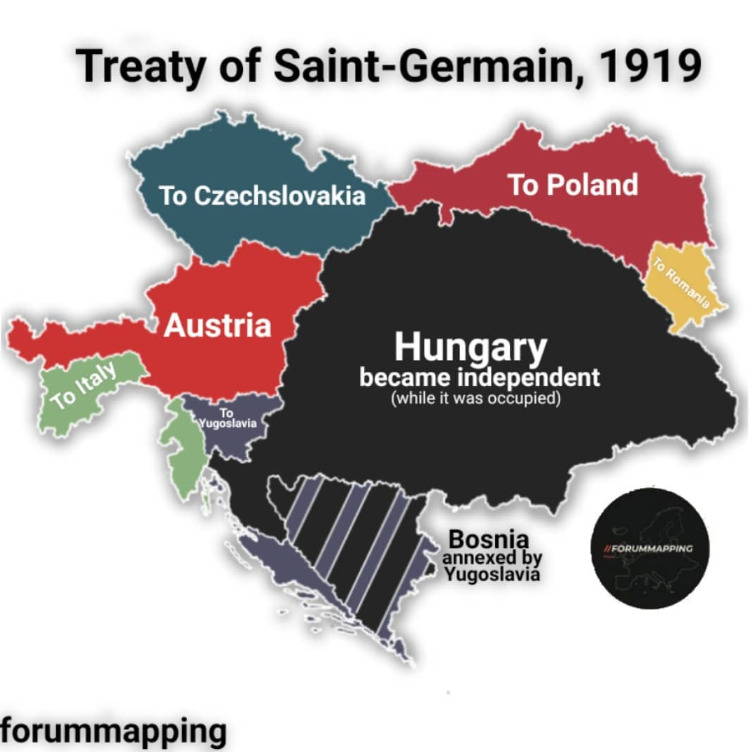 Treaty of Saint-Germain, 1919
To Czechslovakia
To Poland
To Romania
Austria
Hungary
became independent
(while it was occupied)
To Italy
To
Yugoslavia
Bosnia
annexed by
Yugoslavia
//FORUMMAPPING
forummapping